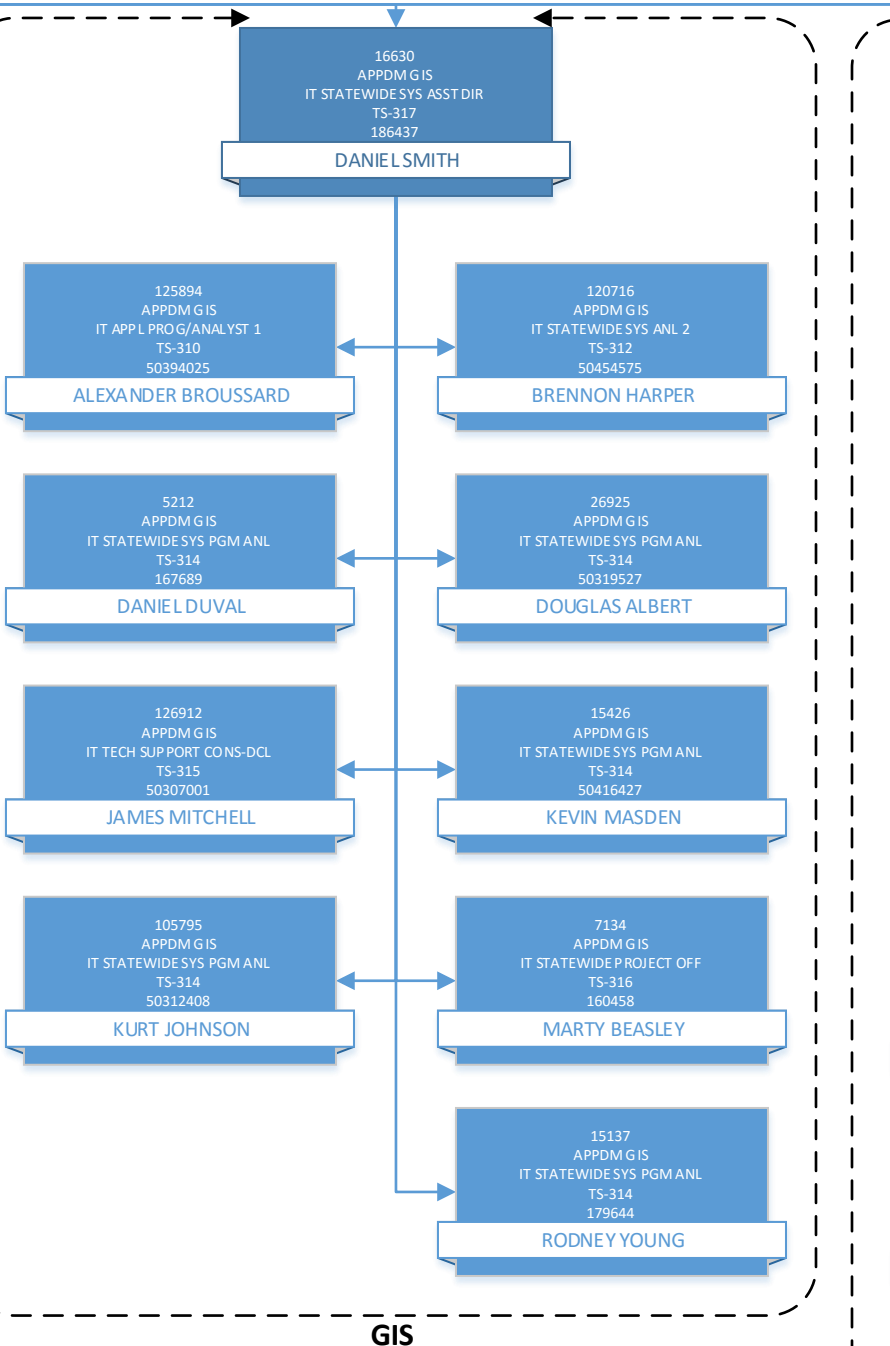 16630
APPDM GIS
IT STATEWIDE SYS ASST DIR
TS-317
186437
DANIEL SMITH
125894
APPDM GIS
IT APPL PROG/ANALYST 1
TS-310
50394025
ALEXANDER BROUSSARD
120716
APPDM GIS
IT STATEWIDE SYS ANL 2
TS-312
50454575
BRENNON HARPER
5212
APPDM GIS
IT STATEWIDE SYS PGM ANL
TS-314
167689
DANIEL DUVAL
26925
APPDM GIS
IT STATEWIDE SYS PGM ANL
TS-314
50319527
DOUGLAS ALBERT
126912
APPDM GIS
IT TECH SUPPORT CONS-DCL
TS-315
50307001
JAMES MITCHELL
15426
APPDM GIS
IT STATEWIDE SYS PGM ANL
TS-314
50416427
KEVIN MASDEN
105795
APPDM GIS
IT STATEWIDE SYS PGM ANL
TS-314
50312408
KURT JOHNSON
7134
APPDM GIS
IT STATEWIDE PROJECT OFF
TS-316
160458
MARTY BEASLEY
15137
APPDM GIS
IT STATEWIDE SYS PGM ANL
TS-314
179644
RODNEY YOUNG
GIS